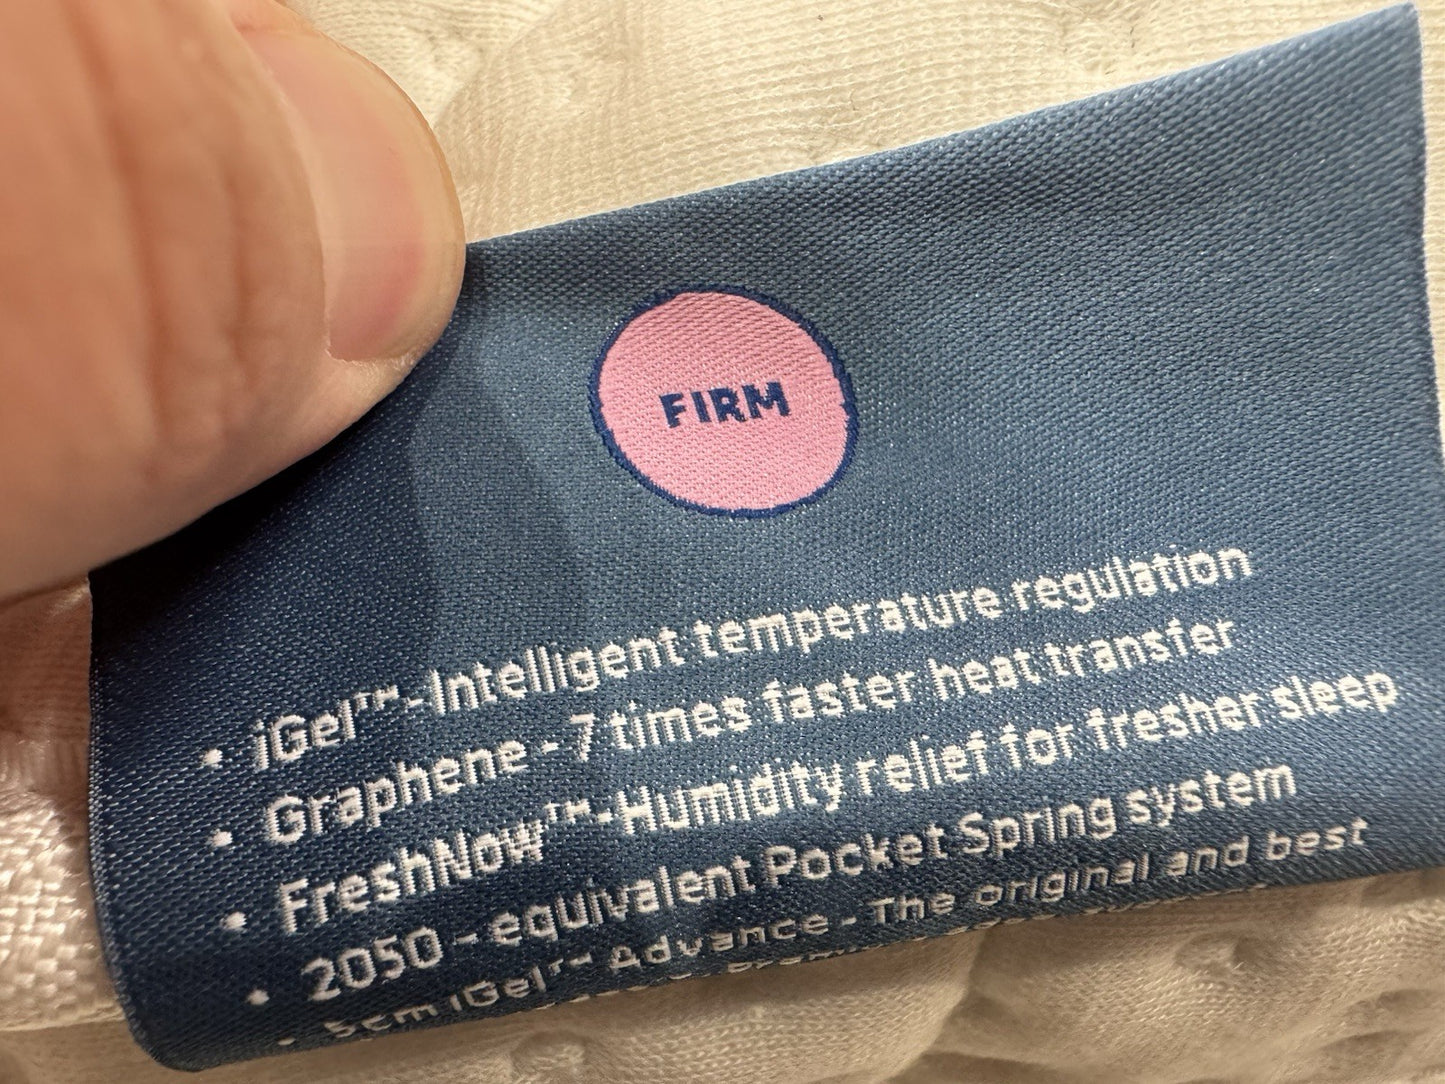 FIRM
• iGel™-Intelligent temperature regulation
• Graphene - 7 times faster heat transfer
• FreshNow™-Humidity relief for fresher sleep
• 2050 - equivalent Pocket Spring system
• 5cm iGel™ Advance - The original and best